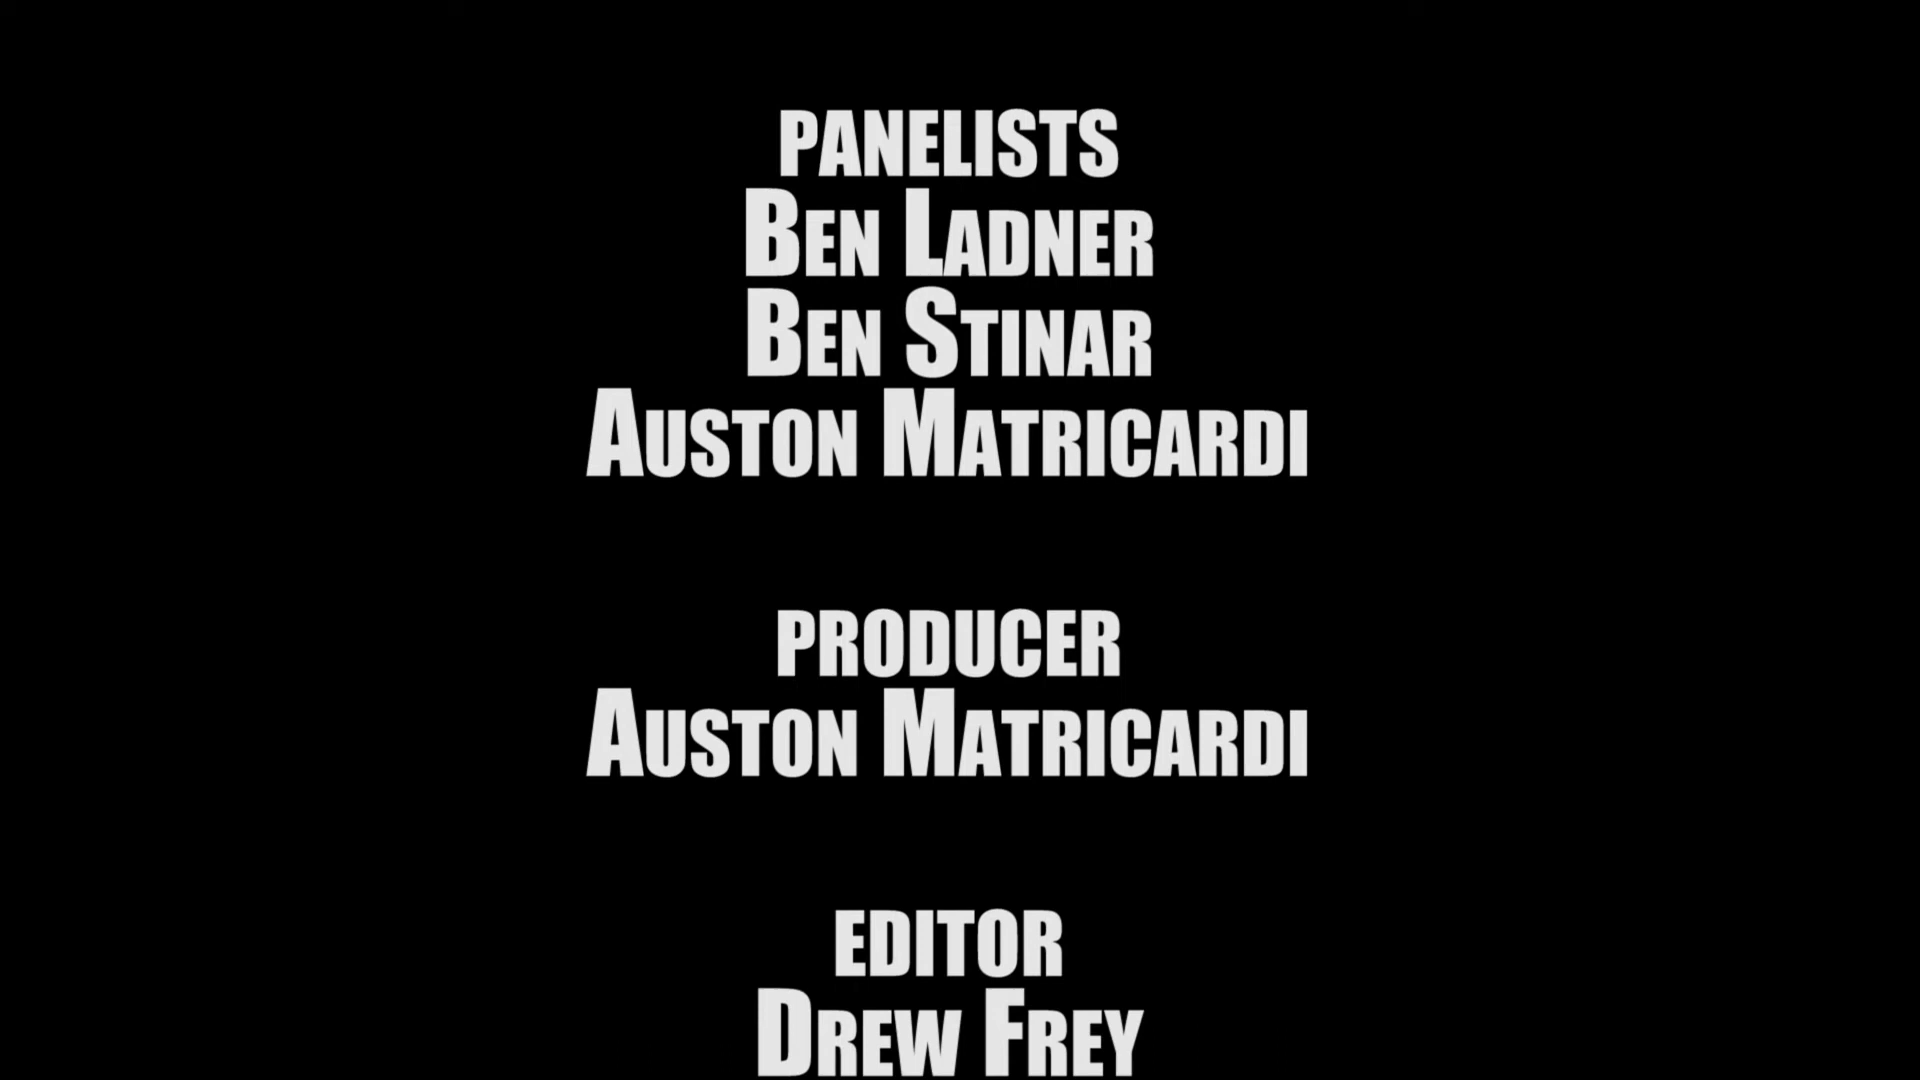 PANELISTS
BEN LADNER
BEN STINAR
AUSTON MATRICARDI
PRODUCER
AUSTON MATRICARDI
EDITOR
DREW FREY